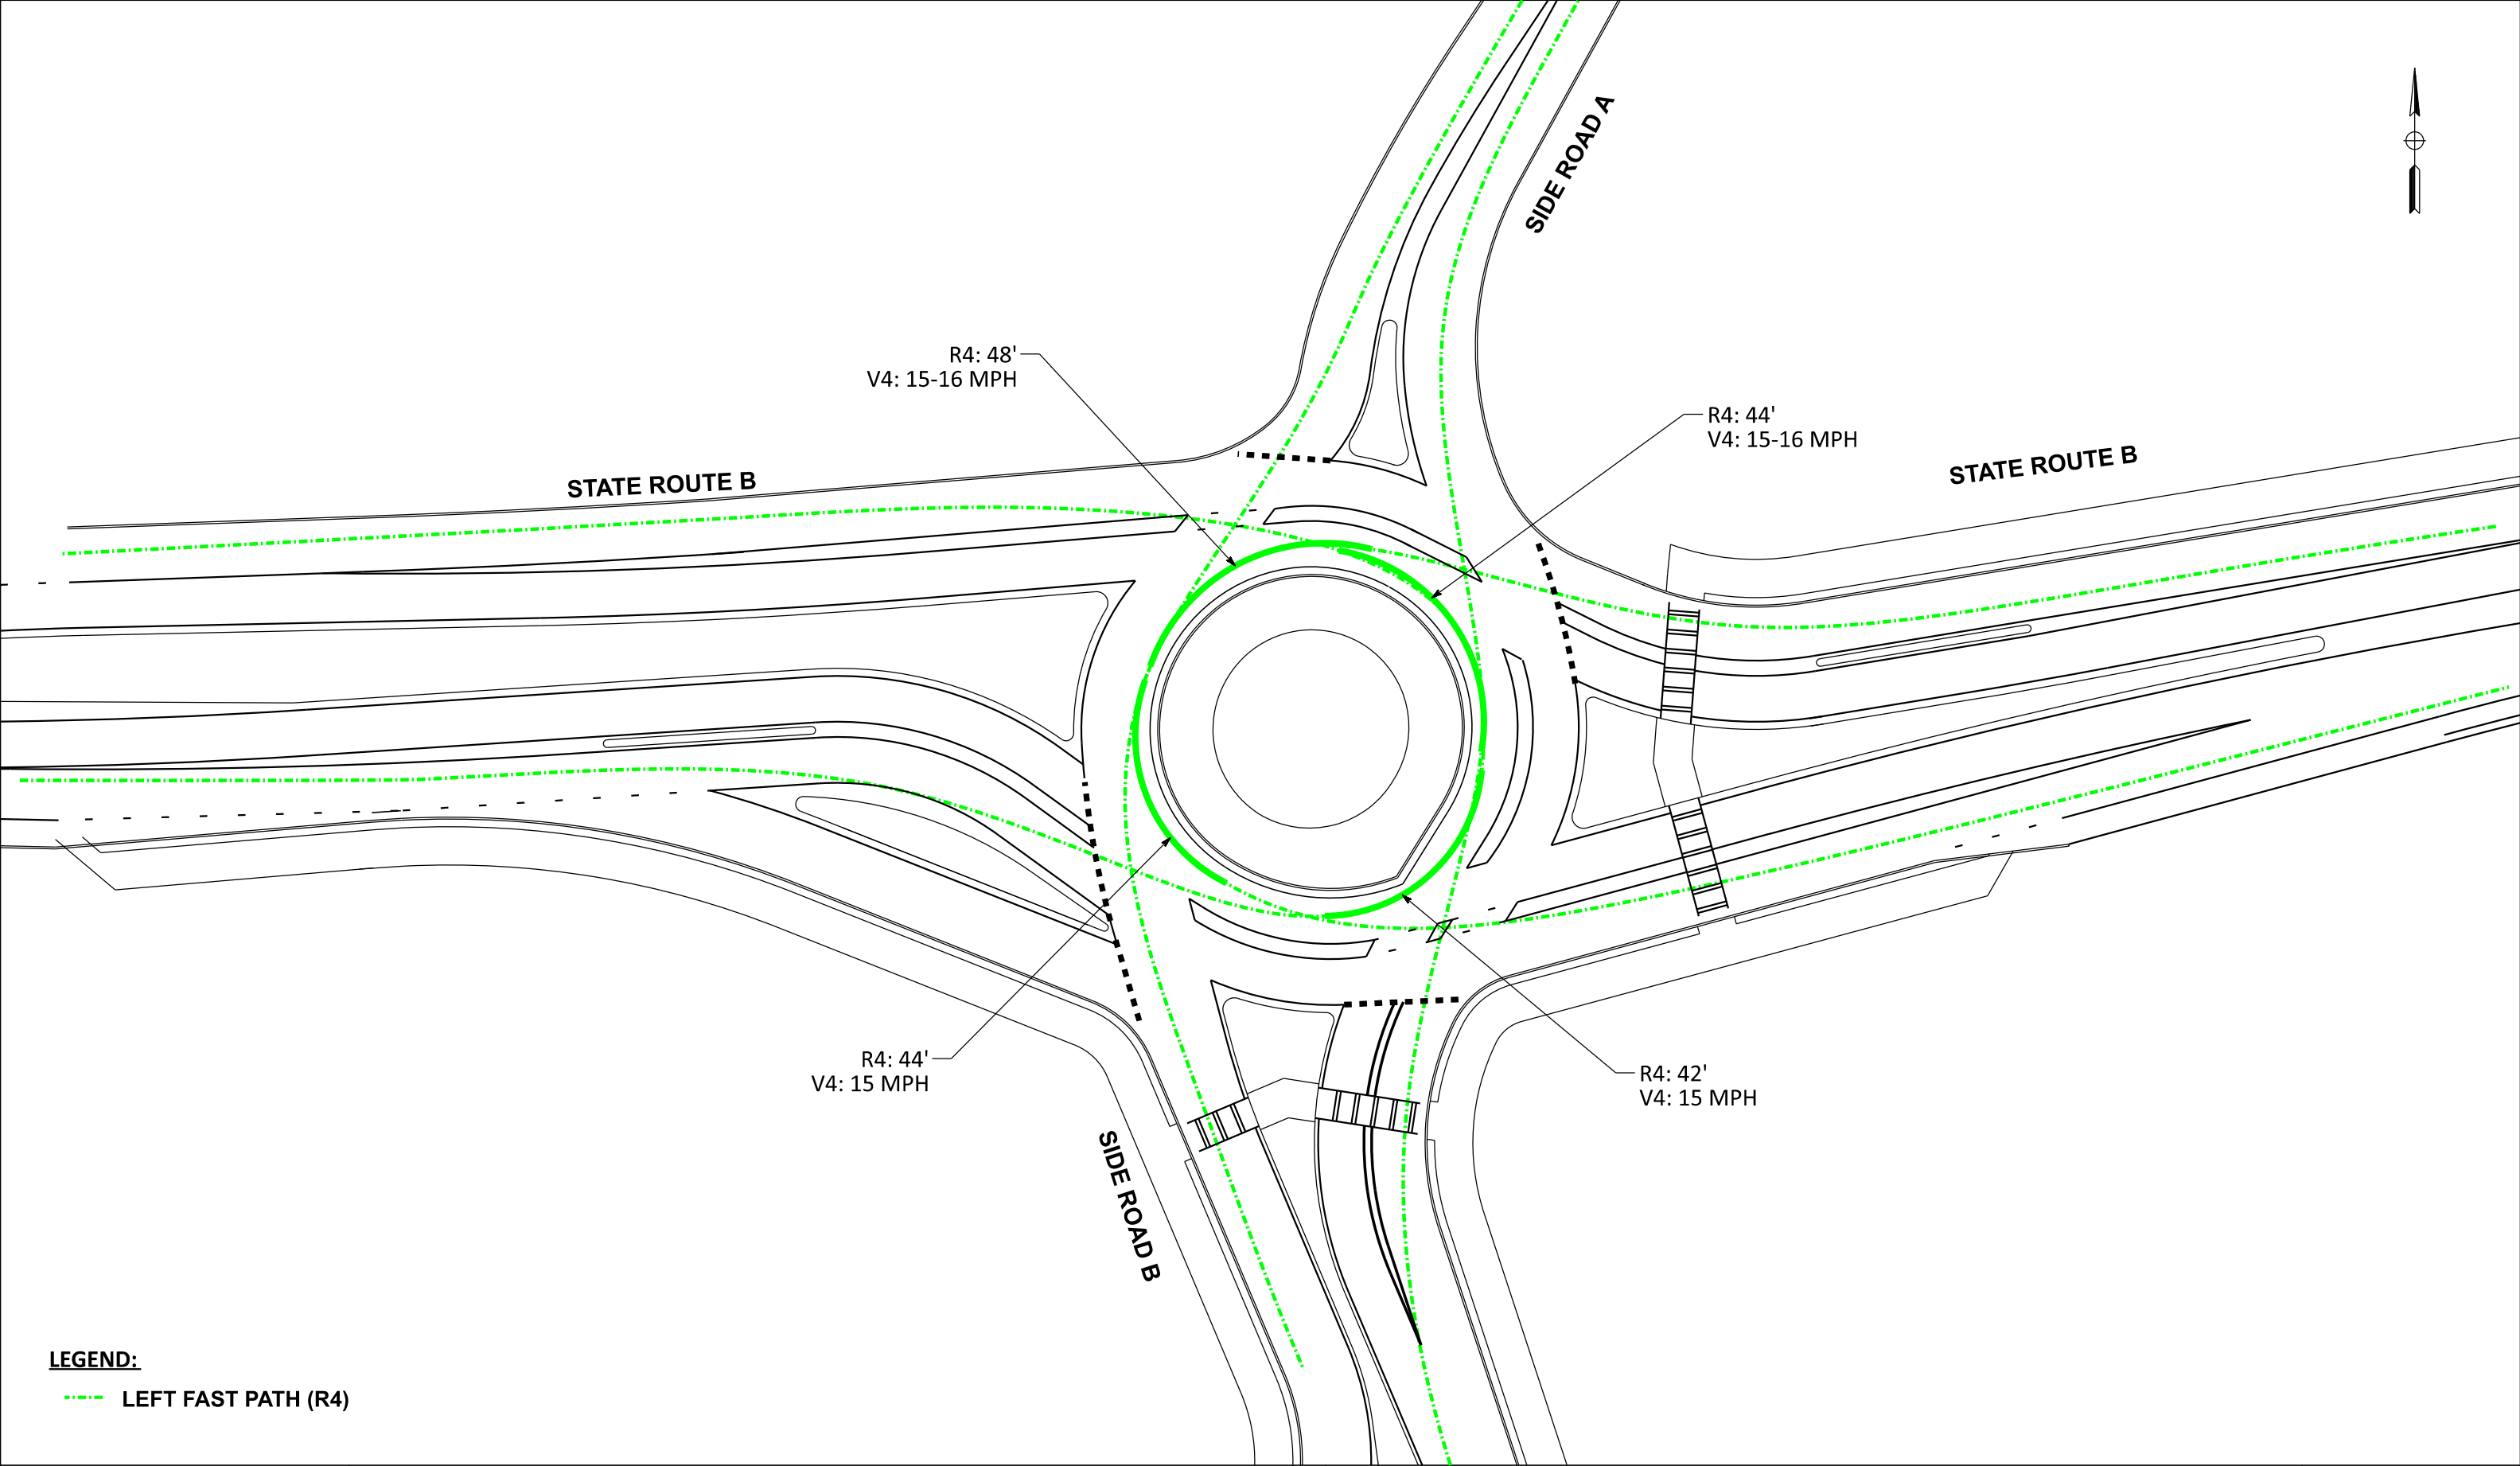 SIDE ROAD A
R4: 48'
V4: 15-16 MPH
R4: 44'
V4: 15-16 MPH
STATE ROUTE B
STATE ROUTE B
R4: 44'
V4: 15 MPH
R4: 42'
V4: 15 MPH
SIDE ROAD B
LEGEND:
LEFT FAST PATH (R4)